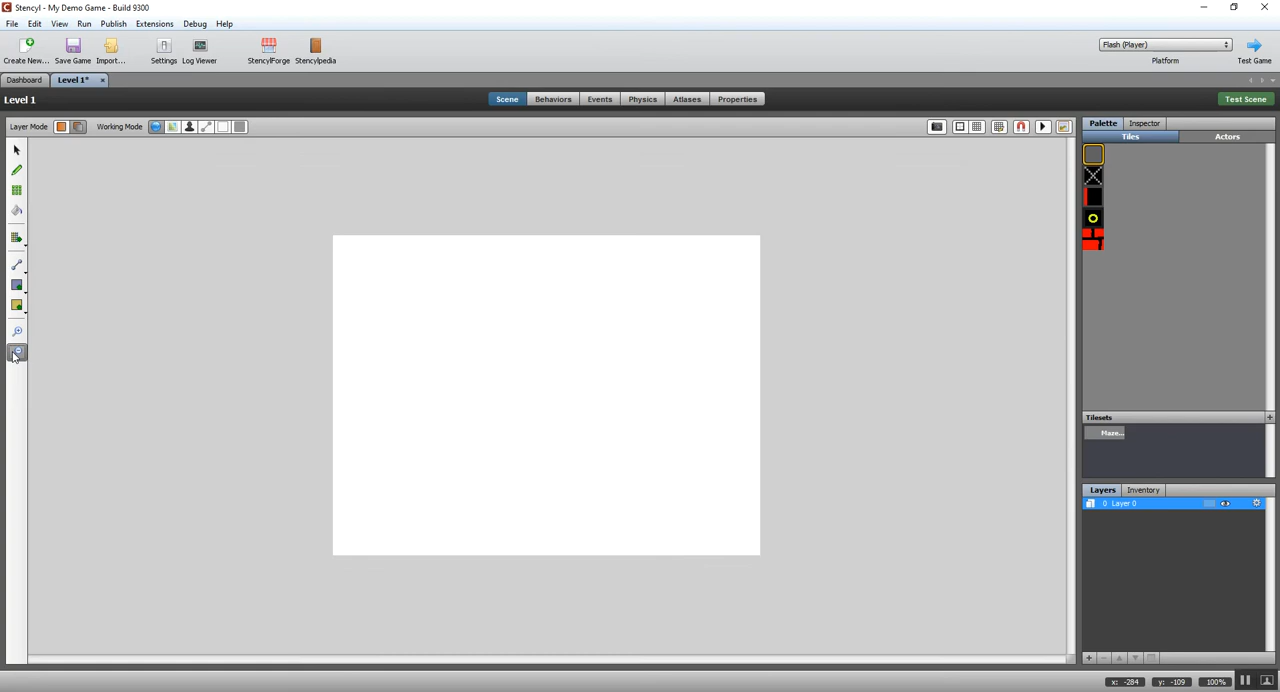 Stencyl - My Demo Game - Build 9300
File Edit View Run Publish Extensions Debug Help
Create New... Save Game Import... Settings Log Viewer StencylForge Stencylpedia
Flash (Player)
Platform Test Game
Dashboard Level 1*
Level 1
Scene Behaviors Events Physics Atlases Properties
Test Scene
Layer Mode Working Mode
Palette Inspector
Tiles Actors
Tilesets
Maze...
Layers Inventory
0 Layer 0
x: -284 y: -109 100%